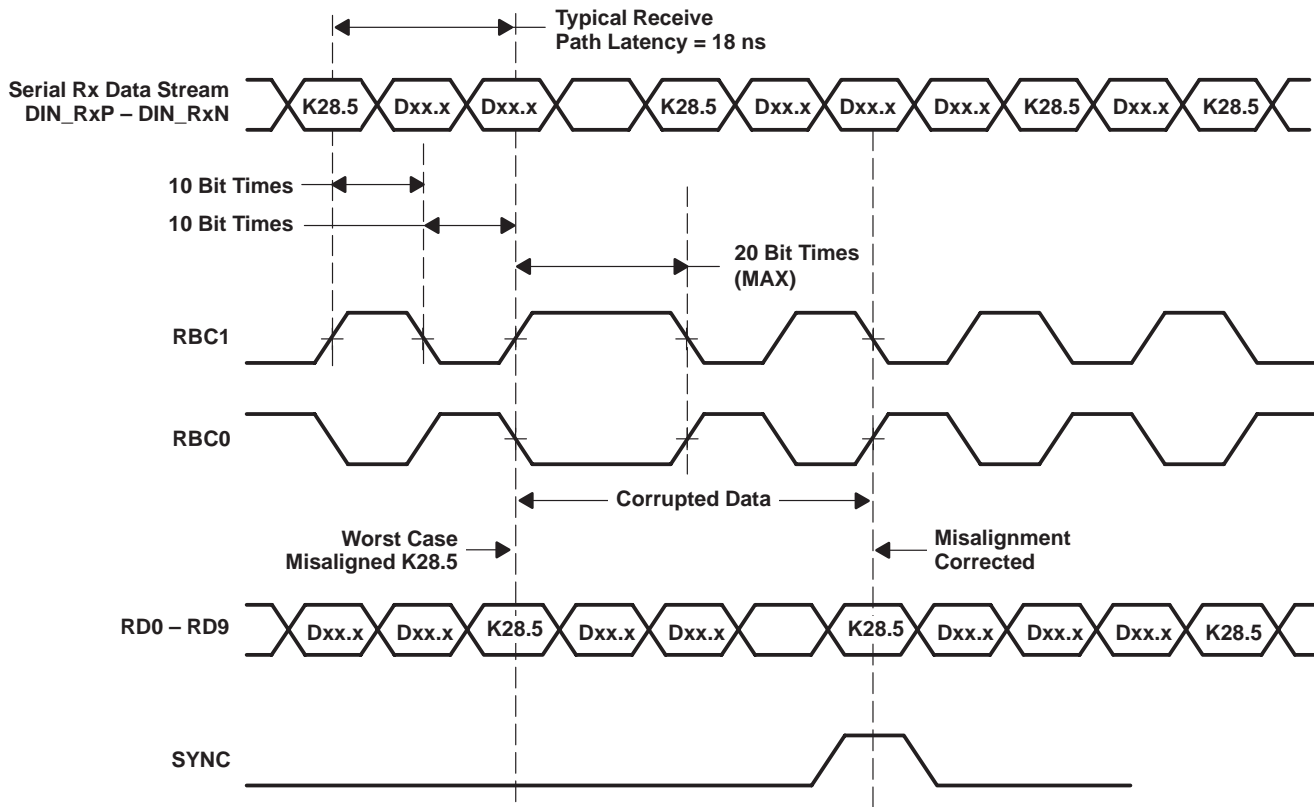 Typical Receive
Path Latency = 18 ns
Serial Rx Data Stream
DIN_RxP – DIN_RxN
K28.5 Dxx.x Dxx.x K28.5 Dxx.x Dxx.x Dxx.x K28.5 Dxx.x K28.5
10 Bit Times
10 Bit Times
20 Bit Times
(MAX)
RBC1
RBC0
Corrupted Data
Worst Case
Misaligned K28.5
Misalignment
Corrected
RD0 – RD9
Dxx.x Dxx.x K28.5 Dxx.x Dxx.x K28.5 Dxx.x Dxx.x Dxx.x K28.5
SYNC